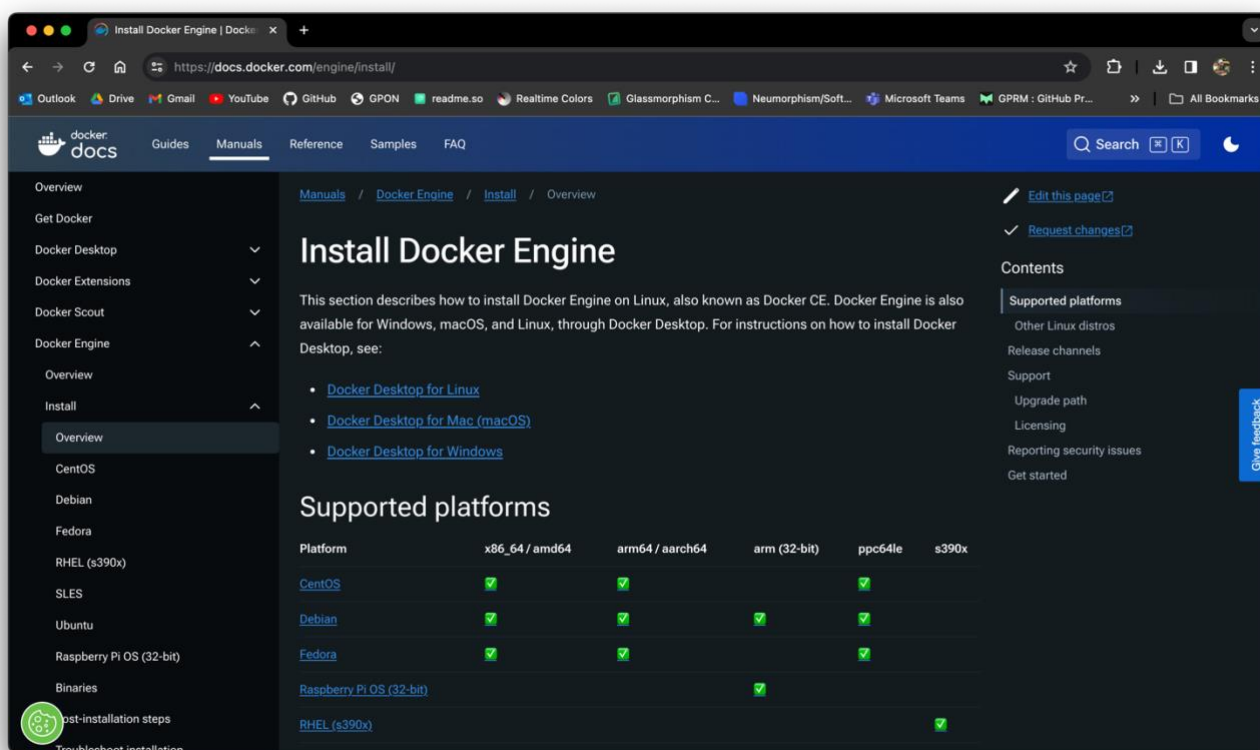 Install Docker Engine | Docke
https://docs.docker.com/engine/install/
Outlook Drive Gmail YouTube GitHub GPON readme.so Realtime Colors Glassmorphism C... Neumorphism/Soft... Microsoft Teams GPRM : GitHub Pr... » All Bookmarks
docker docs Guides Manuals Reference Samples FAQ Search ⌘ K
Overview
Get Docker
Docker Desktop
Docker Extensions
Docker Scout
Docker Engine
Overview
Install
Overview
CentOS
Debian
Fedora
RHEL (s390x)
SLES
Ubuntu
Raspberry Pi OS (32-bit)
Binaries
ost-installation steps
Troubleshoot installation
Manuals / Docker Engine / Install / Overview
Install Docker Engine
This section describes how to install Docker Engine on Linux, also known as Docker CE. Docker Engine is also
available for Windows, macOS, and Linux, through Docker Desktop. For instructions on how to install Docker
Desktop, see:
• Docker Desktop for Linux
• Docker Desktop for Mac (macOS)
• Docker Desktop for Windows
Supported platforms
Platform x86_64 / amd64 arm64 / aarch64 arm (32-bit) ppc64le s390x
CentOS ✅ ✅ ✅
Debian ✅ ✅ ✅ ✅
Fedora ✅ ✅ ✅
Raspberry Pi OS (32-bit) ✅
RHEL (s390x) ✅
Edit this page
Request changes
Contents
Supported platforms
Other Linux distros
Release channels
Support
Upgrade path
Licensing
Reporting security issues
Get started
Give feedback